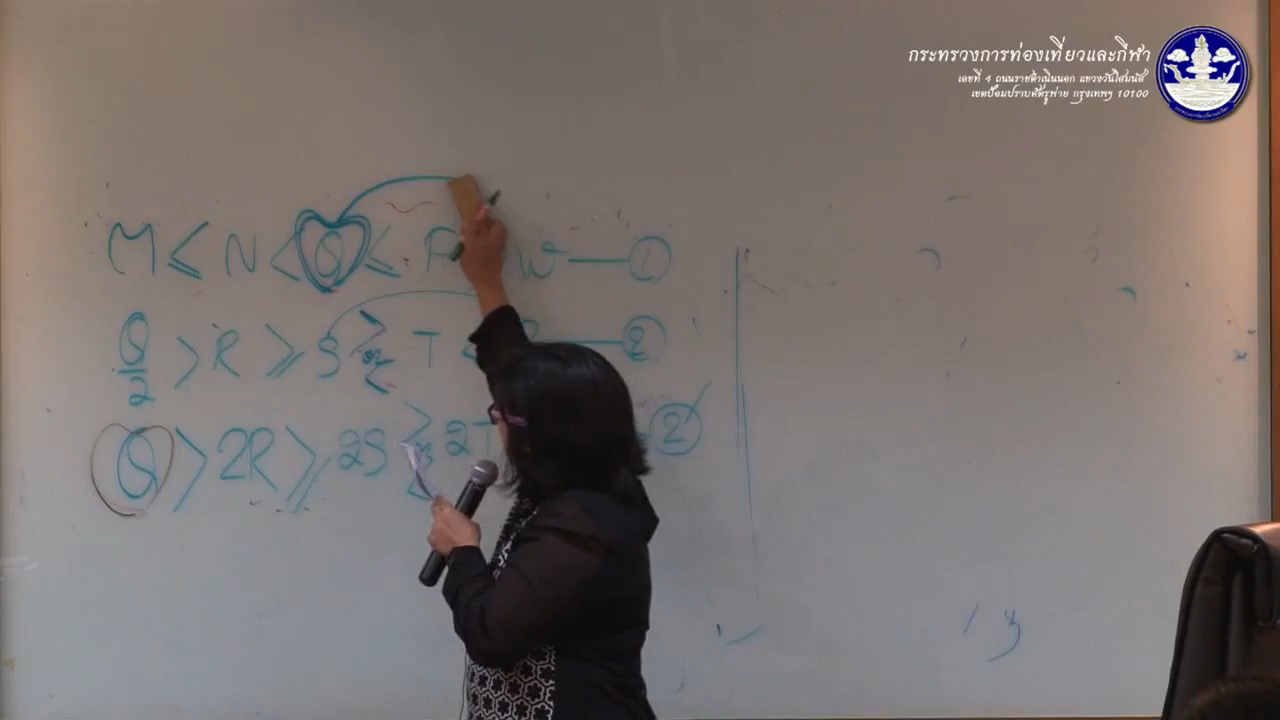 กระทรวงการท่องเที่ยวและกีฬา
เลขที่ 4 ถนนราชดำเนินนอก แขวงวัดโสมนัส
เขตป้อมปราบศัตรูพ่าย กรุงเทพฯ 10100
M ≤ N < Q ≤ P W — 1
Q/2 > R ≥ S ≥ T — 2
Q > 2R ≥ 2S ≥ 2T 2